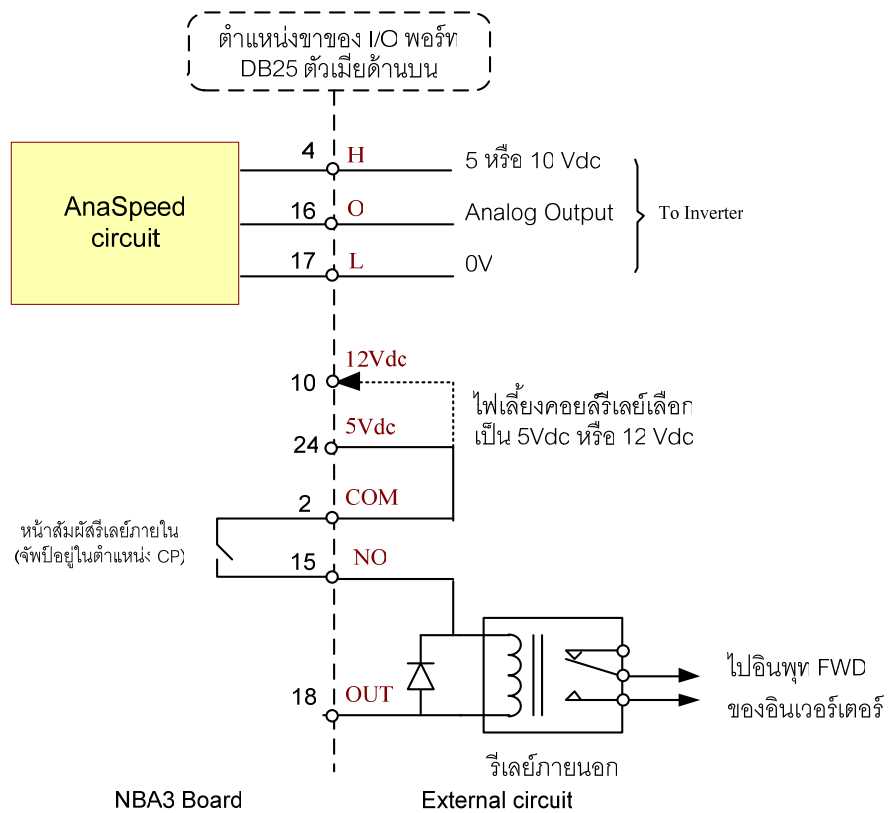 ตำแหน่งขาของ I/O พอร์ท
DB25 ตัวเมียด้านบน
AnaSpeed
circuit
4 H 5 หรือ 10 Vdc
16 O Analog Output
To Inverter
17 L 0V
12Vdc
10
ไฟเลี้ยงคอยล์รีเลย์เลือก
เป็น 5Vdc หรือ 12 Vdc
5Vdc
24
2 COM
หน้าสัมผัสรีเลย์ภายใน
(จัพป์อยู่ในตำแหน่ง CP)
15 NO
18 OUT
ไปอินพุท FWD
ของอินเวอร์เตอร์
รีเลย์ภายนอก
NBA3 Board
External circuit